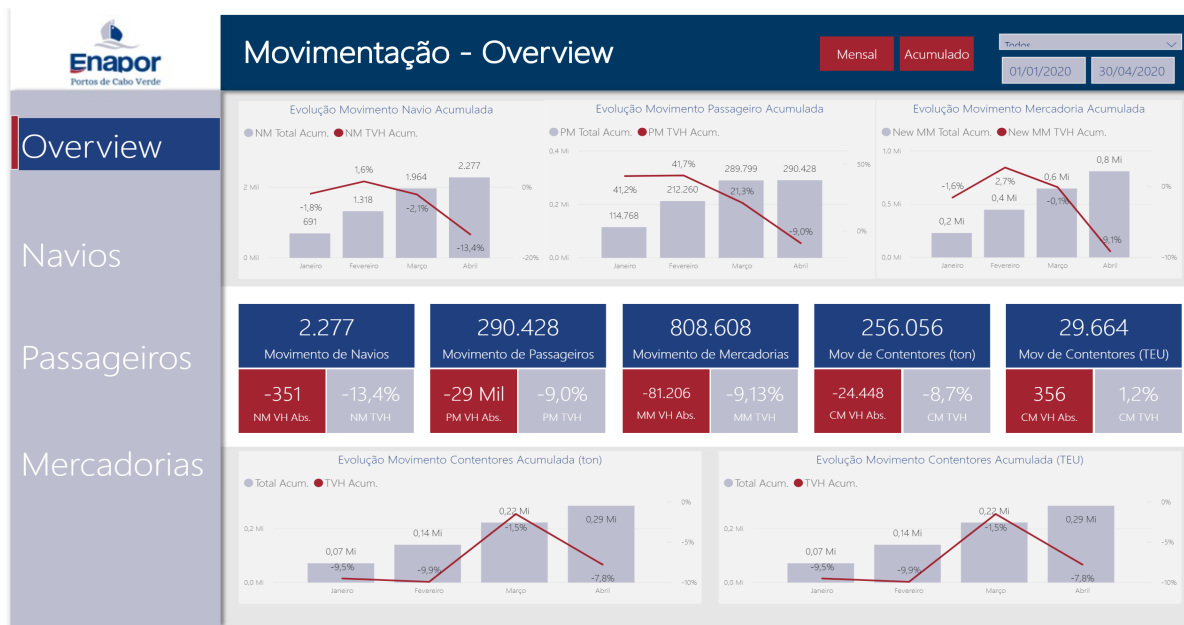 Enapor
Portos de Cabo Verde
Movimentação - Overview
Mensal
Acumulado
Todos
01/01/2020
30/04/2020
Overview
Navios
Passageiros
Mercadorias
Evolução Movimento Navio Acumulada
NM Total Acum. NM TVH Acum.
2 Mil
0 Mil
0%
-20%
691
1.318
1.964
2.277
-1,8%
1,6%
-2,1%
-13,4%
Janeiro Fevereiro Março Abril
Evolução Movimento Passageiro Acumulada
PM Total Acum. PM TVH Acum.
0,4 Mi
0,2 Mi
0,0 Mi
50%
0%
114.768
212.260
289.799
290.428
41,2%
41,7%
21,3%
-9,0%
Janeiro Fevereiro Março Abril
Evolução Movimento Mercadoria Acumulada
New MM Total Acum. New MM TVH Acum.
1,0 Mi
0,5 Mi
0,0 Mi
0%
-10%
0,2 Mi
0,4 Mi
0,6 Mi
0,8 Mi
-1,6%
2,7%
-0,1%
-9,1%
Janeiro Fevereiro Março Abril
2.277
Movimento de Navios
-351
NM VH Abs.
-13,4%
NM TVH
290.428
Movimento de Passageiros
-29 Mil
PM VH Abs.
-9,0%
PM TVH
808.608
Movimento de Mercadorias
-81.206
MM VH Abs.
-9,13%
MM TVH
256.056
Mov de Contentores (ton)
-24.448
CM VH Abs.
-8,7%
CM TVH
29.664
Mov de Contentores (TEU)
356
CM VH Abs.
1,2%
CM TVH
Evolução Movimento Contentores Acumulada (ton)
Total Acum. TVH Acum.
0,2 Mi
0,0 Mi
0%
-5%
-10%
0,07 Mi
0,14 Mi
0,22 Mi
0,29 Mi
-9,5%
-9,9%
-1,5%
-7,8%
Janeiro Fevereiro Março Abril
Evolução Movimento Contentores Acumulada (TEU)
Total Acum. TVH Acum.
0,2 Mi
0,0 Mi
0%
-5%
-10%
0,07 Mi
0,14 Mi
0,22 Mi
0,29 Mi
-9,5%
-9,9%
-1,5%
-7,8%
Janeiro Fevereiro Março Abril